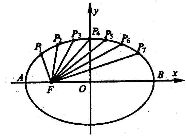 y
P₁ P₂ P₃ P₄ P₅ P₆ P₇
A F O B x